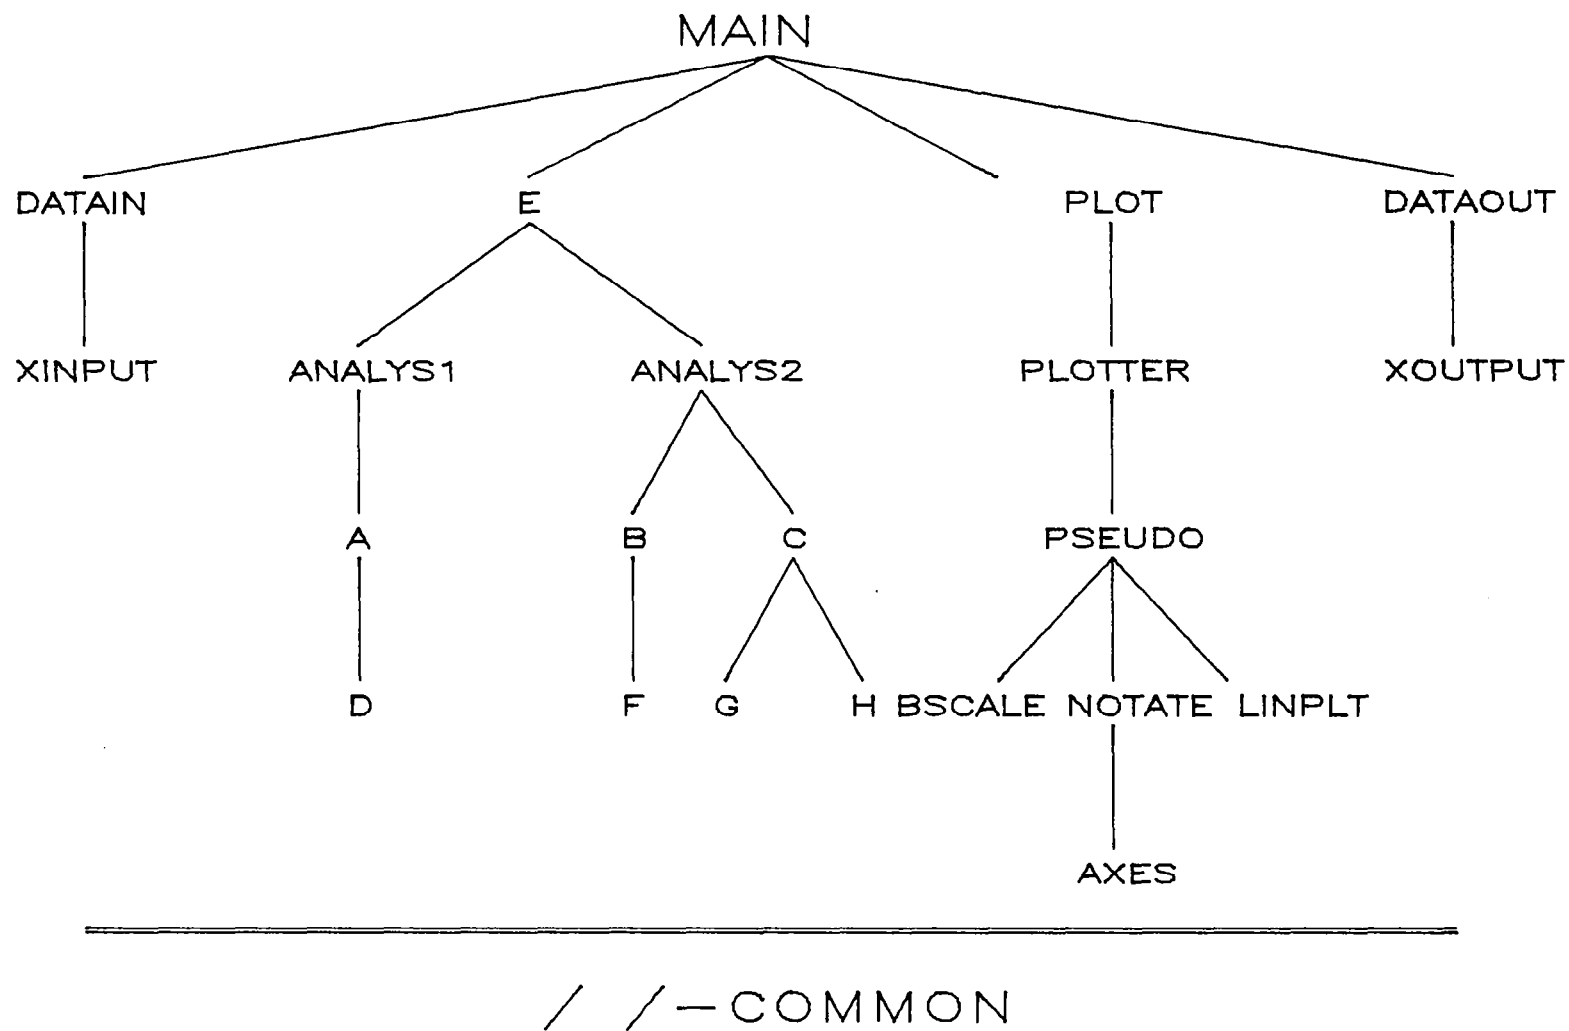 MAIN
DATAIN E PLOT DATAOUT
XINPUT ANALYS1 ANALYS2 PLOTTER XOUTPUT
A B C PSEUDO
D F G H BSCALE NOTATE LINPLT
AXES
/ /-COMMON